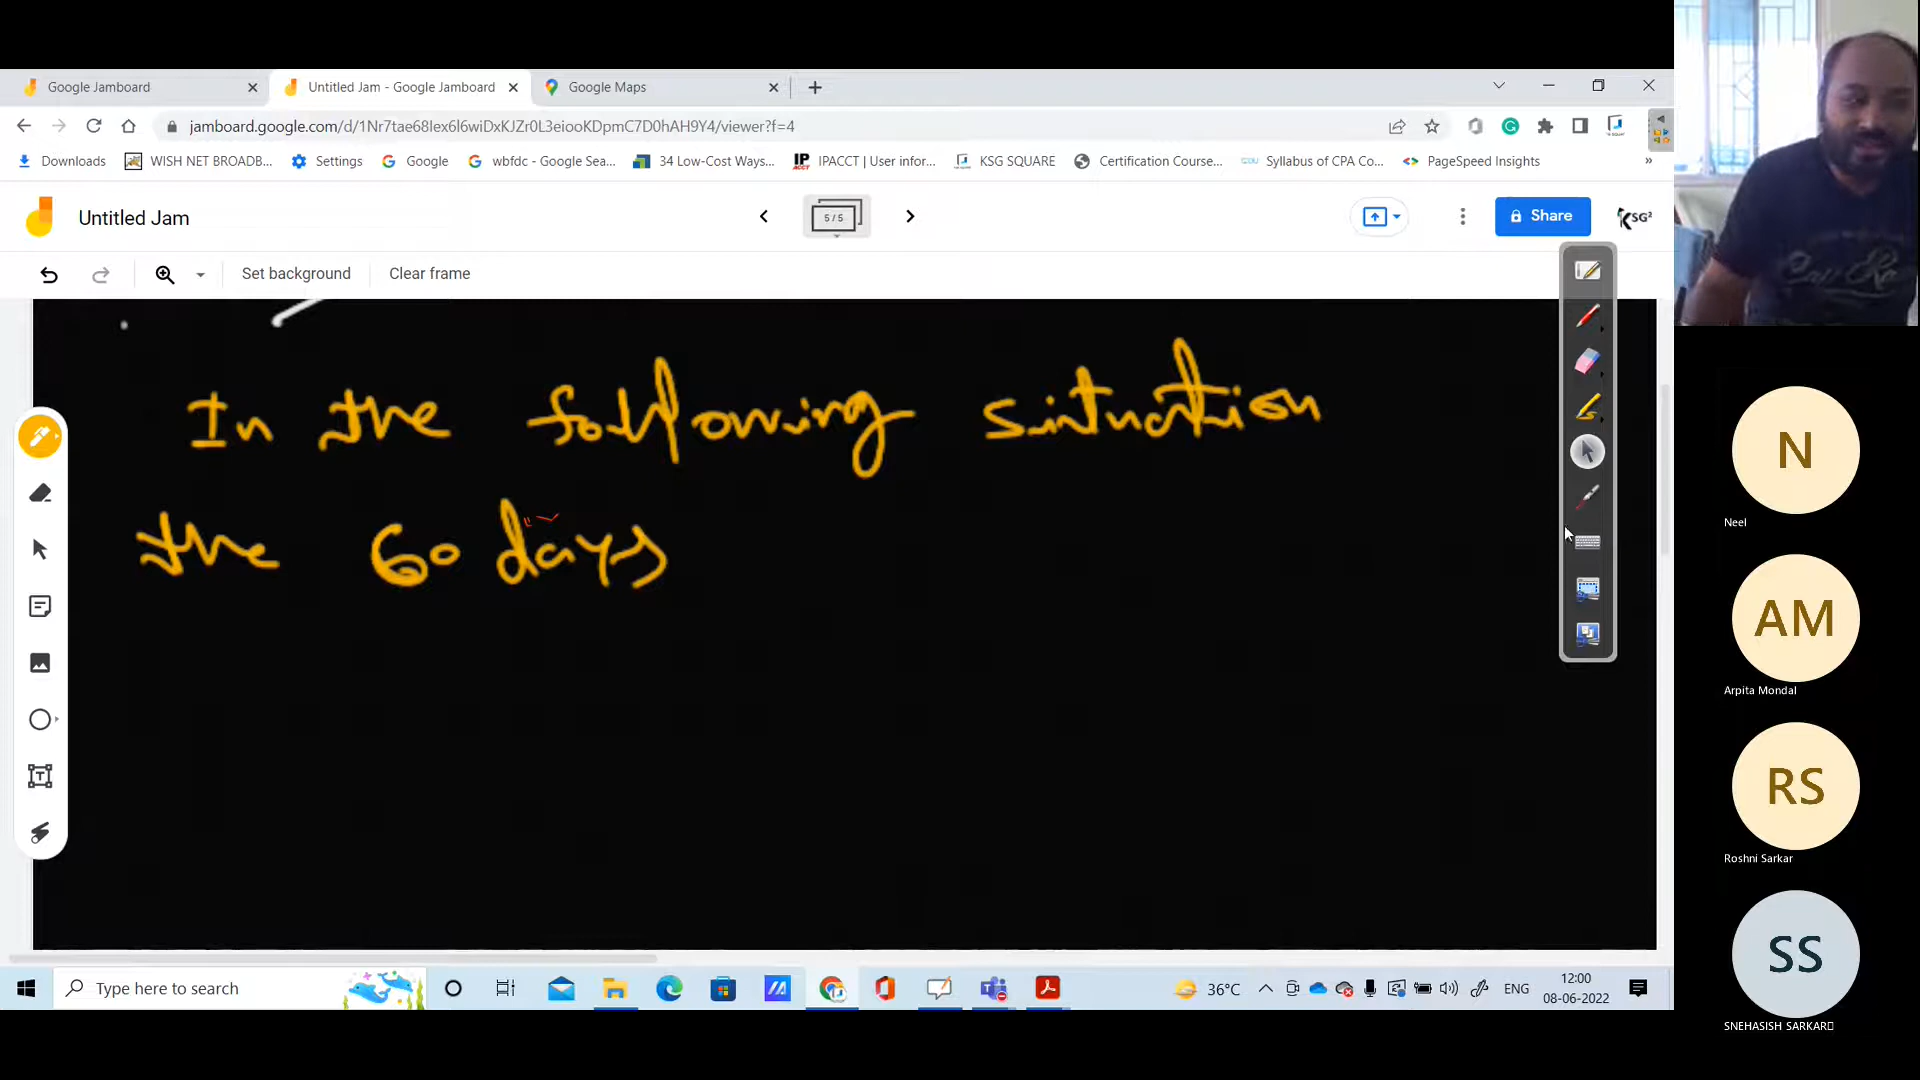 Google Jamboard
Untitled Jam - Google Jamboard
Google Maps
jamboard.google.com/d/1Nr7tae68Iex6l6wiDxKJZr0L3eiooKDpmC7D0hAH9Y4/viewer?f=4
Downloads
WISH NET BROADB...
Settings
Google
wbfdc - Google Sea...
34 Low-Cost Ways...
IPACCT | User infor...
KSG SQUARE
Certification Course...
Syllabus of CPA Co...
PageSpeed Insights
»
Untitled Jam
5 / 5
Share
KSG²
Set background
Clear frame
In the following situation
the 60 days
N
Neel
AM
Arpita Mondal
RS
Roshni Sarkar
SS
SNEHASISH SARKAR
Type here to search
36°C
ENG
12:00
08-06-2022